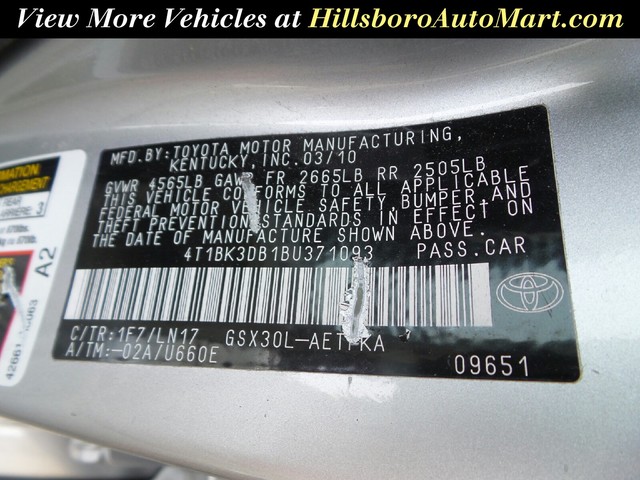 View More Vehicles at HillsboroAutoMart.com!
MFD.BY: TOYOTA MOTOR MANUFACTURING,
KENTUCKY, INC. 03/10
GVWR 4565LB GAWR FR 2665LB RR 2505LB
THIS VEHICLE CONFORMS TO ALL APPLICABLE
FEDERAL MOTOR VEHICLE SAFETY, BUMPER, AND
THEFT PREVENTION STANDARDS IN EFFECT ON
THE DATE OF MANUFACTURE SHOWN ABOVE.
4T1BK3DB1BU371093 PASS.CAR
C/TR:1F7/LN17 GSX30L-AETFKA
A/TM:-02A/U660E
09651
REAR
3
A2